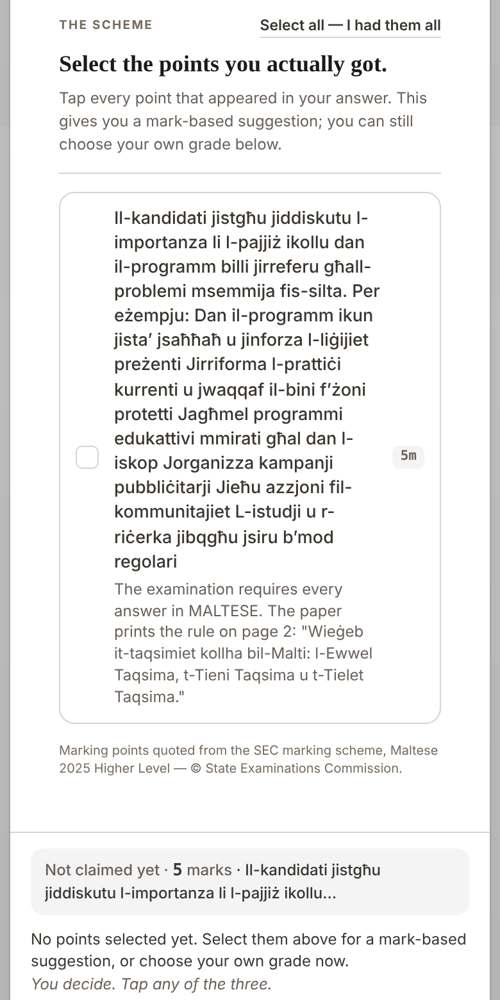 THE SCHEME
Select all — I had them all
Select the points you actually got.
Tap every point that appeared in your answer. This
gives you a mark-based suggestion; you can still
choose your own grade below.
Il-kandidati jistgħu jiddiskutu l-
importanza li l-pajjiż ikollu dan
il-programm billi jirreferu għall-
problemi msemmija fis-silta. Per
eżempju: Dan il-programm ikun
jista’ jsaħħaħ u jinforza l-liġijiet
preżenti Jirriforma l-prattiċi
kurrenti u jwaqqaf il-bini f’żoni
protetti Jagħmel programmi
edukattivi mmirati għal dan l-
iskop Jorganizza kampanji
pubbliċitarji Jieħu azzjoni fil-
kommunitajiet L-istudji u r-
riċerka jibqgħu jsiru b’mod
regolari
5m
The examination requires every
answer in MALTESE. The paper
prints the rule on page 2: "Wieġeb
it-taqsimiet kollha bil-Malti: l-Ewwel
Taqsima, t-Tieni Taqsima u t-Tielet
Taqsima."
Marking points quoted from the SEC marking scheme, Maltese
2025 Higher Level — © State Examinations Commission.
Not claimed yet · 5 marks · Il-kandidati jistgħu
jiddiskutu l-importanza li l-pajjiż ikollu…
No points selected yet. Select them above for a mark-based
suggestion, or choose your own grade now.
You decide. Tap any of the three.